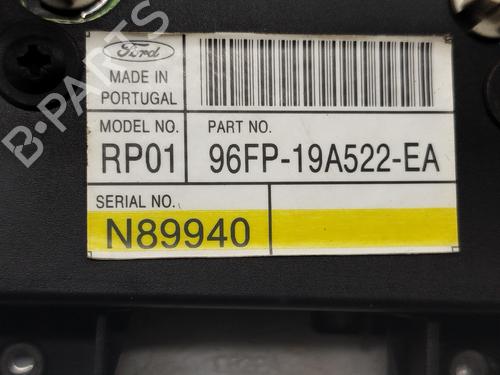 Ford
MADE IN
PORTUGAL
MODEL NO.
RP01
PART NO.
96FP-19A522-EA
SERIAL NO.
N89940
B-PARTS